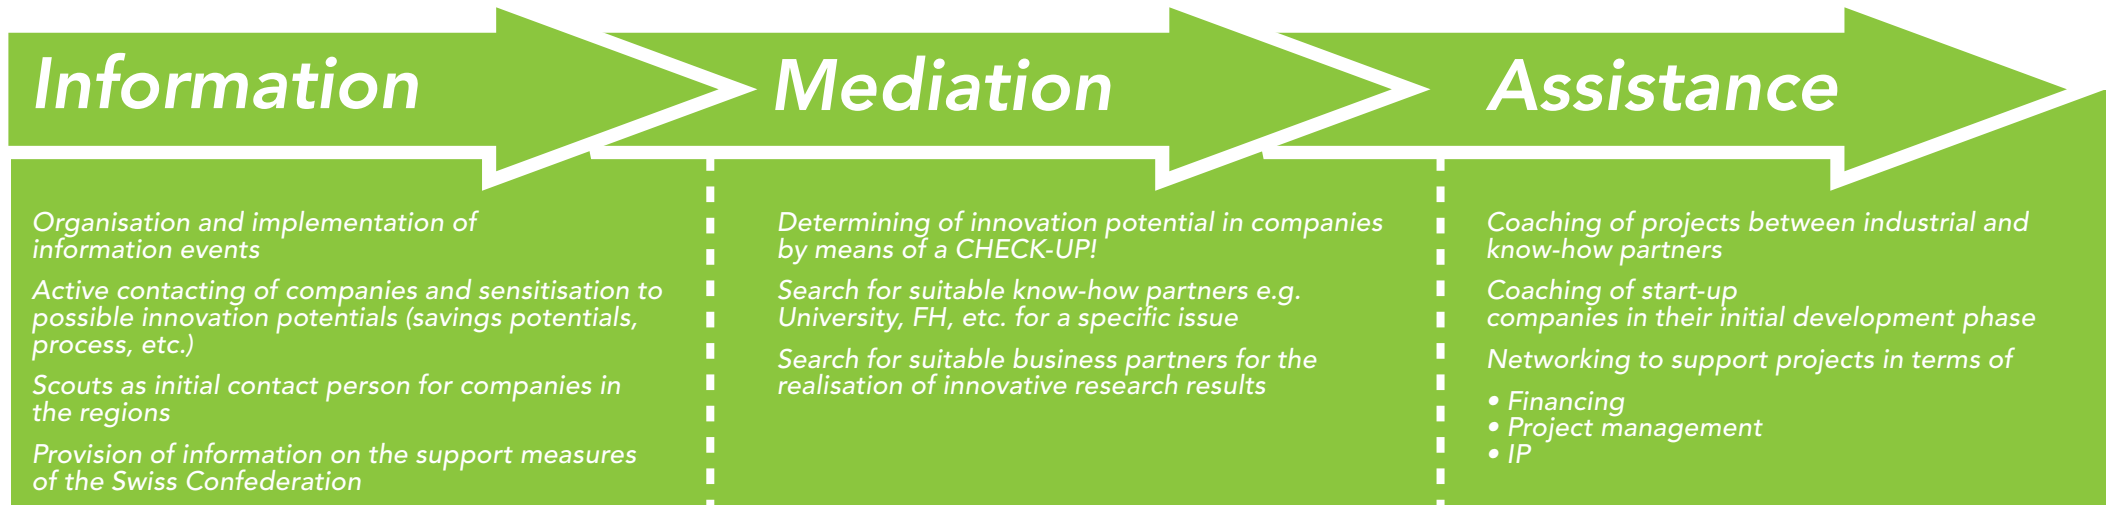 Information
Organisation and implementation of
information events
Active contacting of companies and sensitisation to
possible innovation potentials (savings potentials,
process, etc.)
Scouts as initial contact person for companies in
the regions
Provision of information on the support measures
of the Swiss Confederation
Mediation
Determining of innovation potential in companies
by means of a CHECK-UP!
Search for suitable know-how partners e.g.
University, FH, etc. for a specific issue
Search for suitable business partners for the
realisation of innovative research results
Assistance
Coaching of projects between industrial and
know-how partners
Coaching of start-up
companies in their initial development phase
Networking to support projects in terms of
• Financing
• Project management
• IP